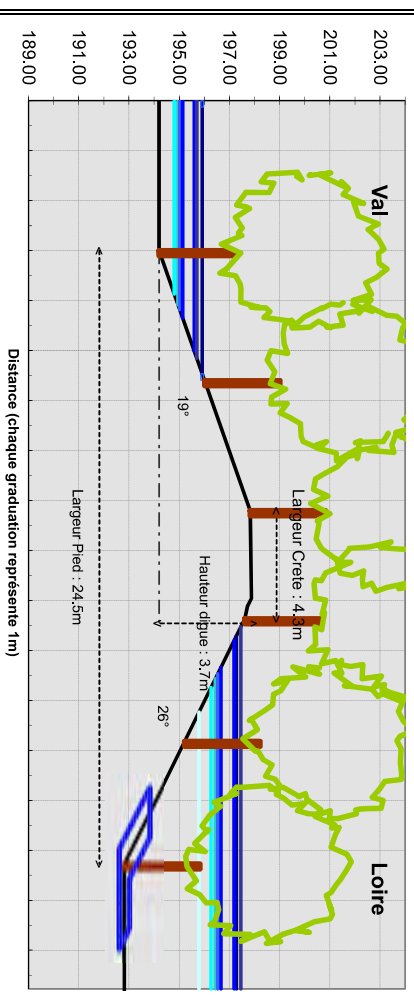 203.00
201.00
199.00
197.00
195.00
193.00
191.00
189.00
Val
Loire
Largeur Crete : 4.3m
Hauteur digue : 3.7m
19°
26°
Largeur Pied : 24.5m
Distance (chaque graduation représente 1m)